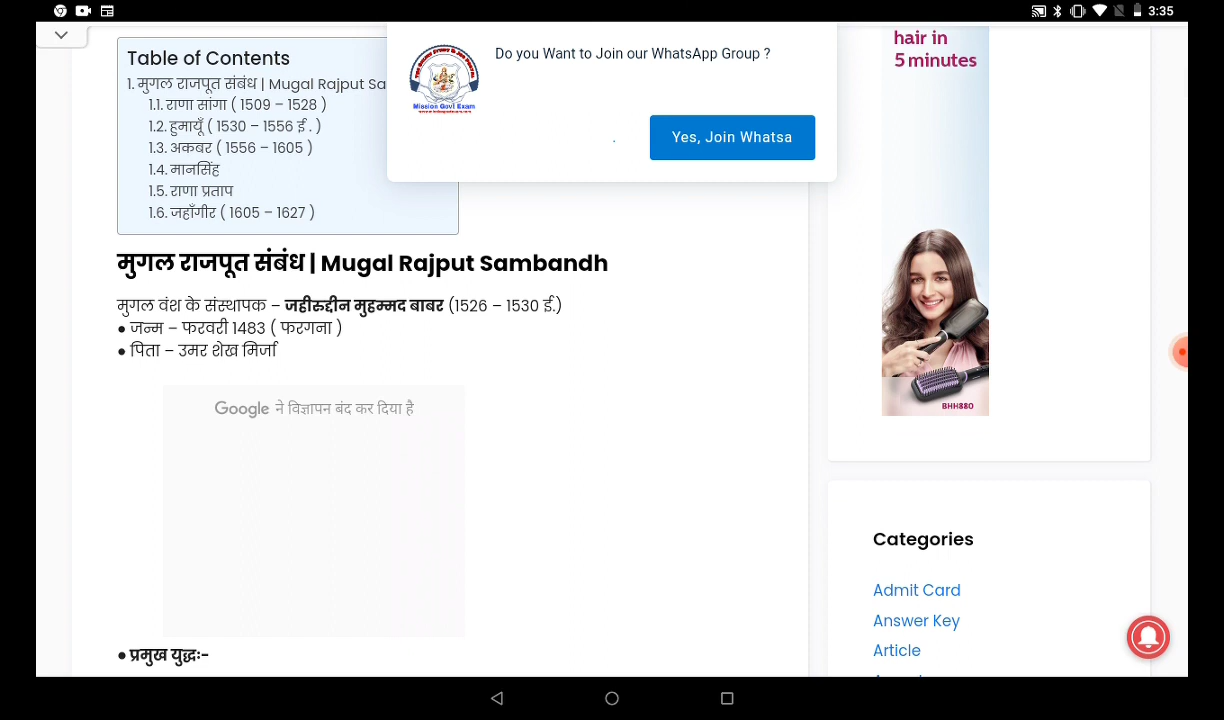 3:35
Table of Contents
1. मुगल राजपूत संबंध | Mugal Rajput Sa
1.1. राणा सांगा ( 1509 – 1528 )
1.2. हुमायूँ ( 1530 – 1556 ई . )
1.3. अकबर ( 1556 – 1605 )
1.4. मानसिंह
1.5. राणा प्रताप
1.6. जहाँगीर ( 1605 – 1627 )
Do you Want to Join our WhatsApp Group ?
Mission Govt Exam
Yes, Join Whatsa
hair in
5 minutes
BHH880
मुगल राजपूत संबंध | Mugal Rajput Sambandh
मुगल वंश के संस्थापक – जहीरुद्दीन मुहम्मद बाबर (1526 – 1530 ई.)
● जन्म – फरवरी 1483 ( फरगना )
● पिता – उमर शेख मिर्जा
Google ने विज्ञापन बंद कर दिया है
● प्रमुख युद्धः-
Categories
Admit Card
Answer Key
Article